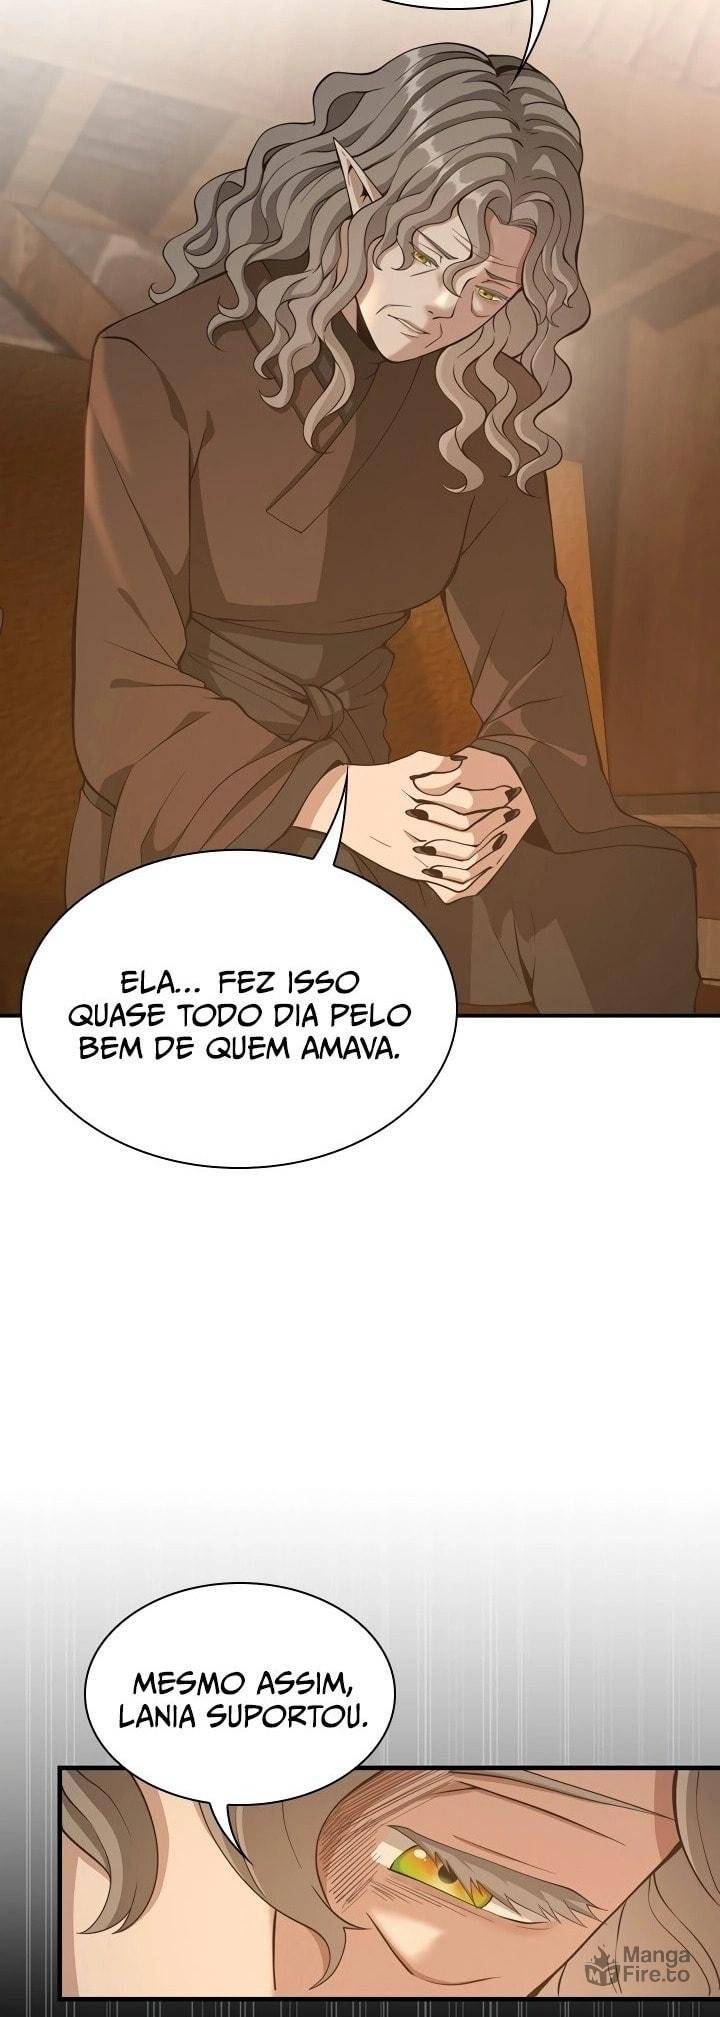 ELA... FEZ ISSO
QUASE TODO DIA PELO
BEM DE QUEM AMAVA.
MESMO ASSIM,
LANIA SUPORTOU.
Manga
Fire.to